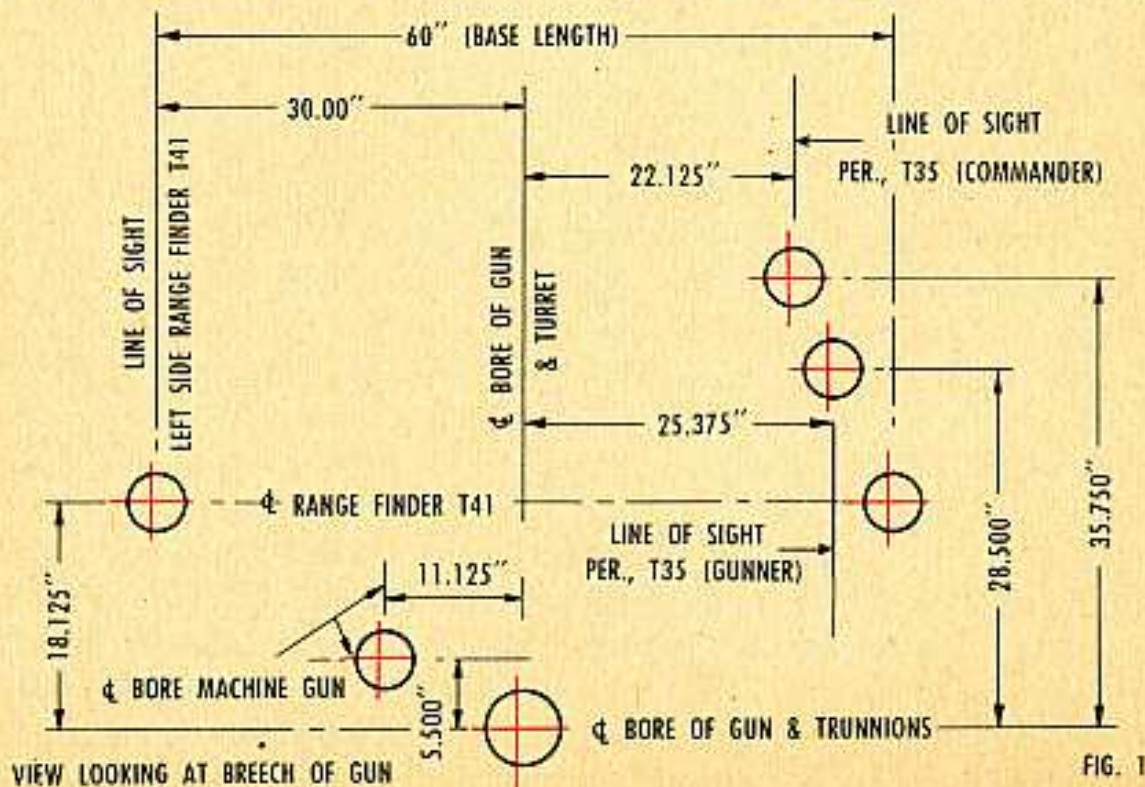 60" (BASE LENGTH)
30.00"
LINE OF SIGHT
PER., T35 (COMMANDER)
22.125"
LINE OF SIGHT
LEFT SIDE RANGE FINDER T41
℄ BORE OF GUN
& TURRET
25.375"
℄ RANGE FINDER T41
LINE OF SIGHT
PER., T35 (GUNNER)
28.500"
35.750"
18.125"
11.125"
℄ BORE MACHINE GUN
5.500"
℄ BORE OF GUN & TRUNNIONS
VIEW LOOKING AT BREECH OF GUN
FIG. 1